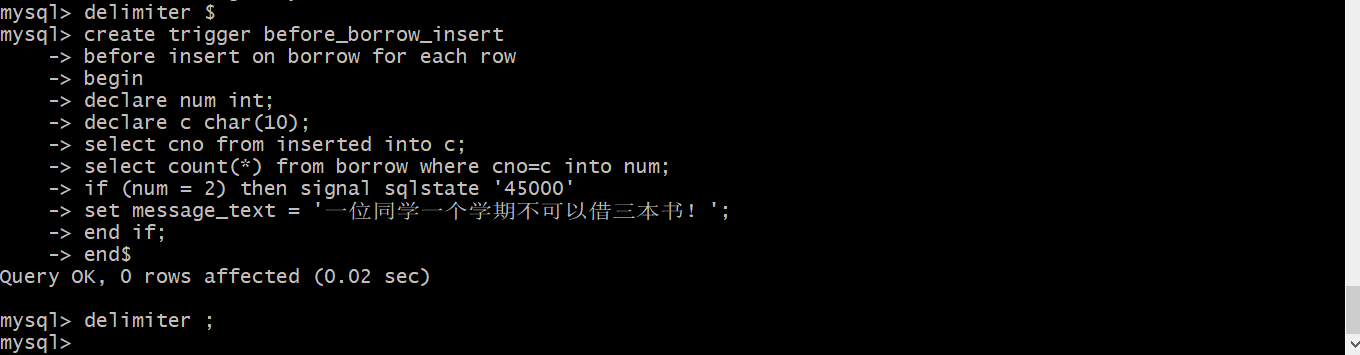 mysql> delimiter $
mysql> create trigger before_borrow_insert
    -> before insert on borrow for each row
    -> begin
    -> declare num int;
    -> declare c char(10);
    -> select cno from inserted into c;
    -> select count(*) from borrow where cno=c into num;
    -> if (num = 2) then signal sqlstate '45000'
    -> set message_text = '一位同学一个学期不可以借三本书！';
    -> end if;
    -> end$
Query OK, 0 rows affected (0.02 sec)
mysql> delimiter ;
mysql>